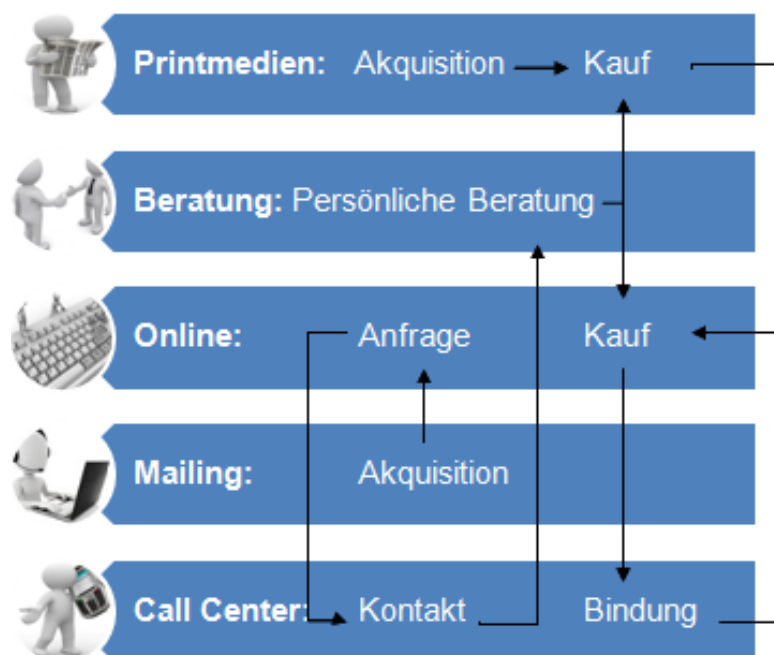 Printmedien: Akquisition Kauf
Beratung: Persönliche Beratung
Online: Anfrage Kauf
Mailing: Akquisition
Call Center: Kontakt Bindung